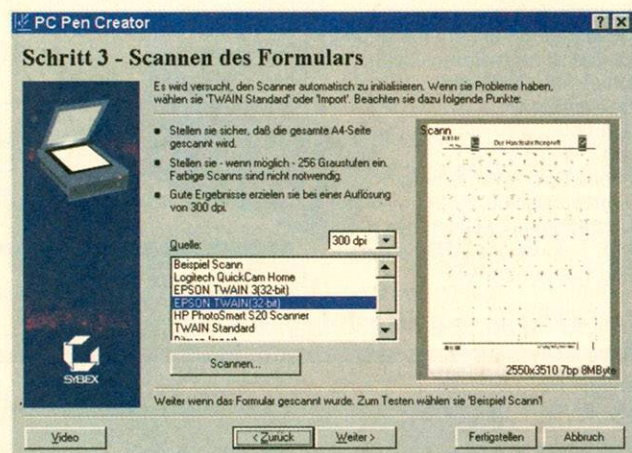 PC Pen Creator
Schritt 3 - Scannen des Formulars
Es wird versucht, den Scanner automatisch zu initialisieren. Wenn sie Probleme haben,
wählen sie 'TWAIN Standard' oder 'Import'. Beachten sie dazu folgende Punkte:
Stellen sie sicher, daß die gesamte A4-Seite
gescannt wird.
Stellen sie - wenn möglich - 256 Graustufen ein.
Farbige Scanns sind nicht notwendig.
Gute Ergebnisse erzielen sie bei einer Auflösung
von 300 dpi.
Quelle:
300 dpi
Beispiel Scann
Logitech QuickCam Home
EPSON TWAIN 3(32-bit)
EPSON TWAIN(32-bit)
HP PhotoSmart S20 Scanner
TWAIN Standard
Bitmap Import
Scannen...
Scann
Der Handschriftenprofi
2550x3510 7bp 8MByte
SYBEX
Weiter wenn das Formular gescannt wurde. Zum Testen wählen sie 'Beispiel Scann'!
Video
< Zurück
Weiter >
Fertigstellen
Abbruch